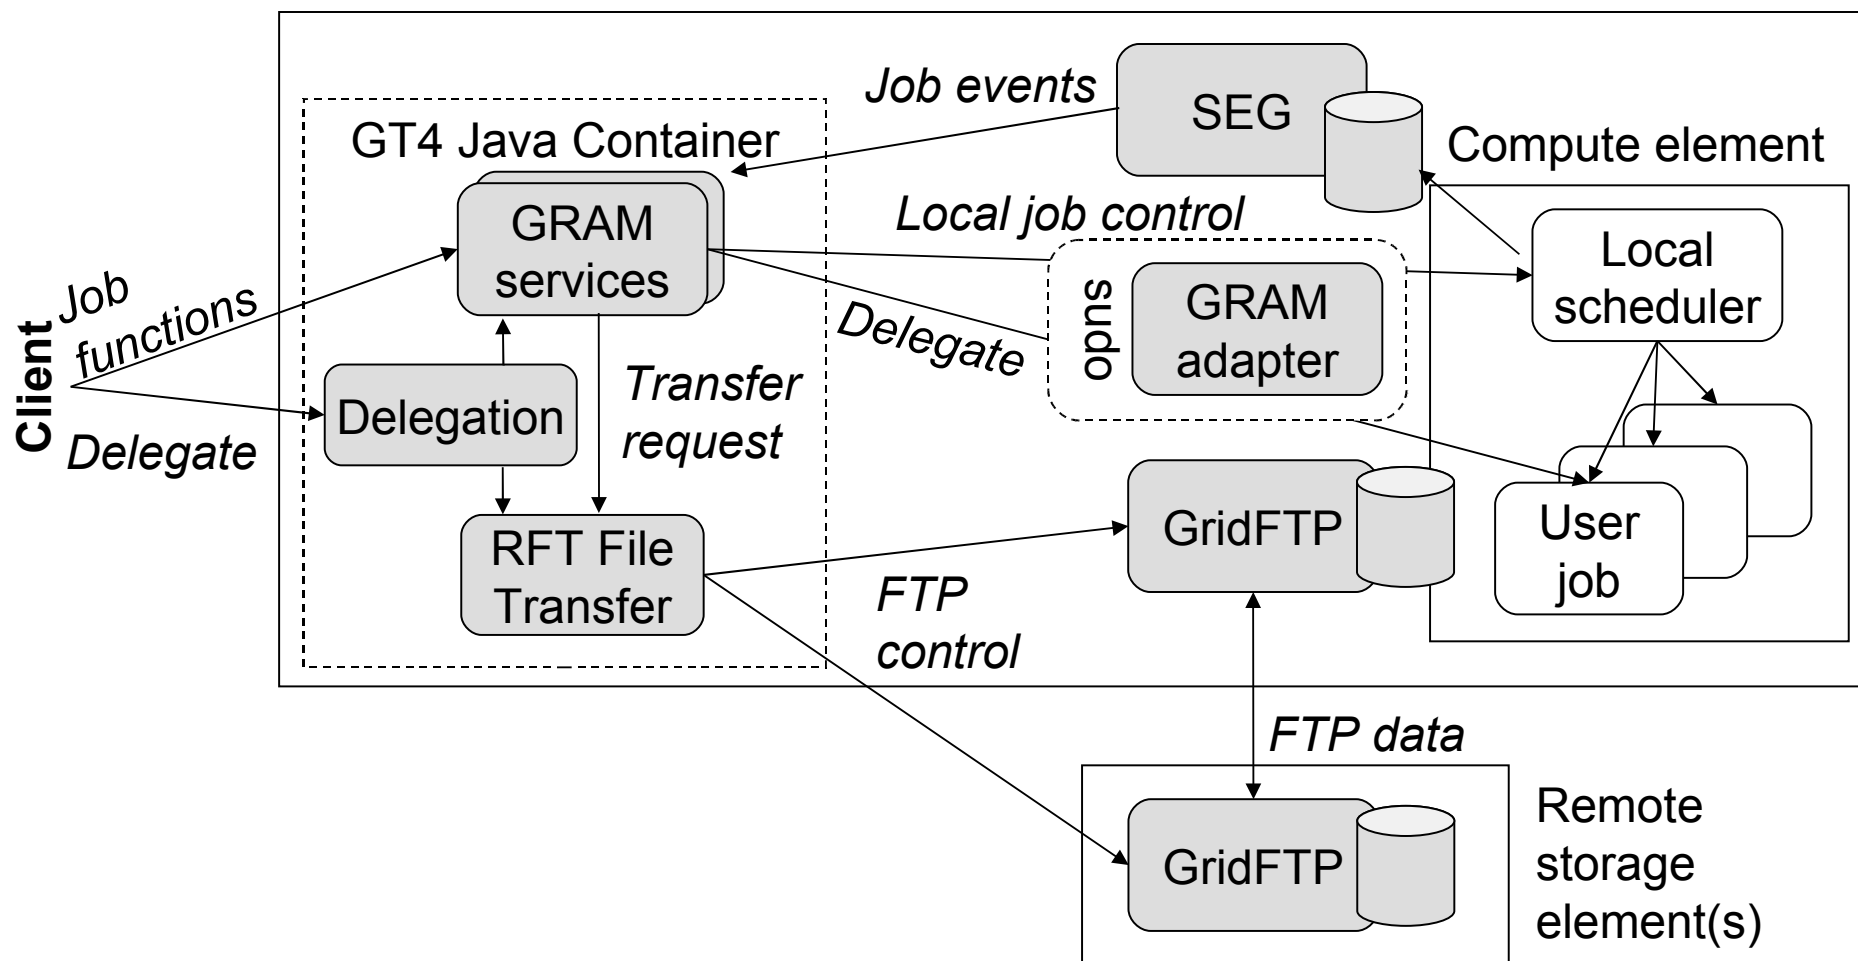 Job events
SEG
GT4 Java Container
Compute element
GRAM
services
Local job control
Local
scheduler
sudo
GRAM
adapter
Client
Job
functions
Delegate
Delegation
Delegate
Transfer
request
GridFTP
User
job
RFT File
Transfer
FTP
control
FTP data
GridFTP
Remote
storage
element(s)